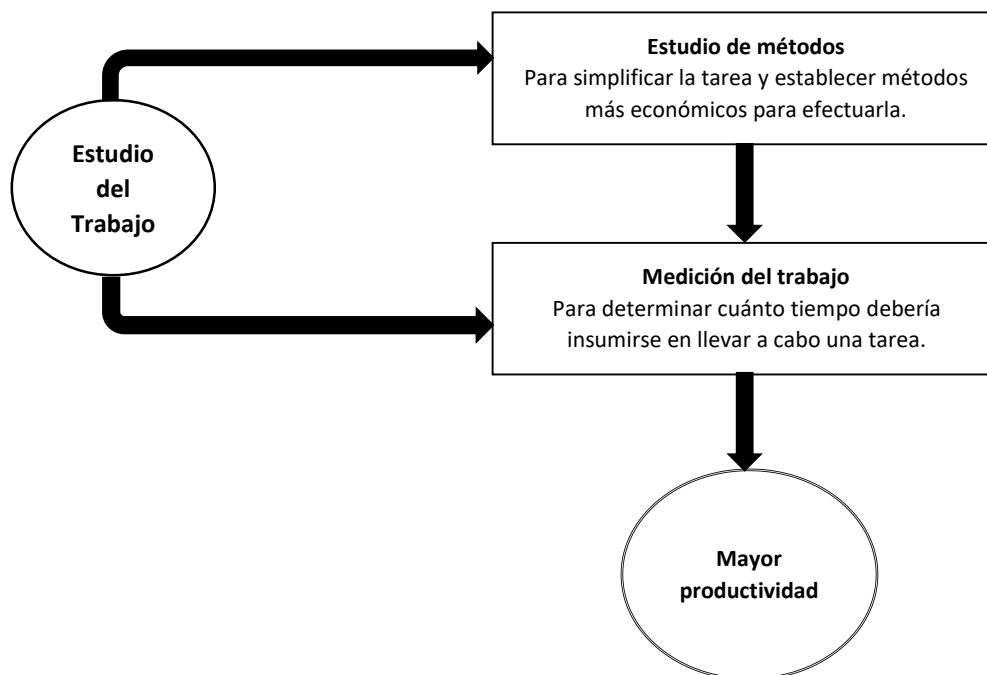 Estudio de métodos
Para simplificar la tarea y establecer métodos
más económicos para efectuarla.
Estudio
del
Trabajo
Medición del trabajo
Para determinar cuánto tiempo debería
insumirse en llevar a cabo una tarea.
Mayor
productividad